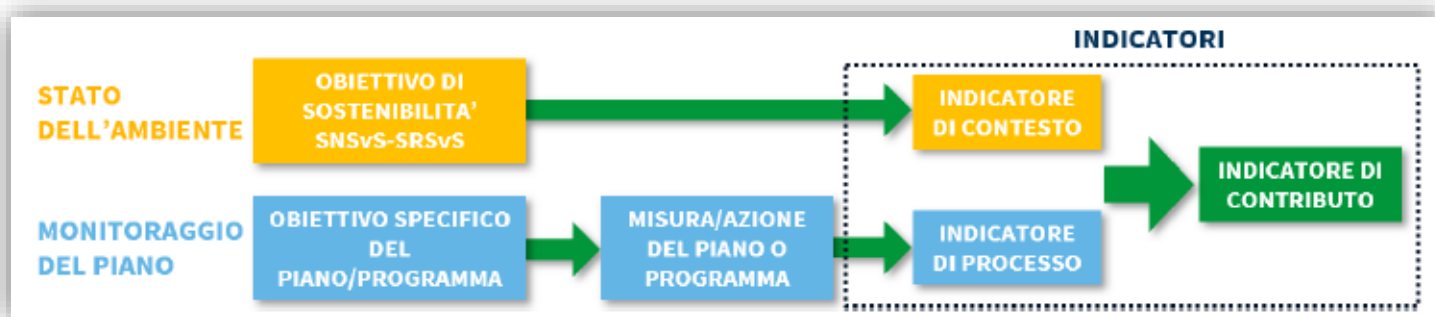 INDICATORI
STATO
DELL'AMBIENTE
OBIETTIVO DI
SOSTENIBILITA'
SNSvS-SRSvS
INDICATORE
DI CONTESTO
MONITORAGGIO
DEL PIANO
OBIETTIVO SPECIFICO
DEL
PIANO/PROGRAMMA
MISURA/AZIONE
DEL PIANO O
PROGRAMMA
INDICATORE
DI PROCESSO
INDICATORE DI
CONTRIBUTO